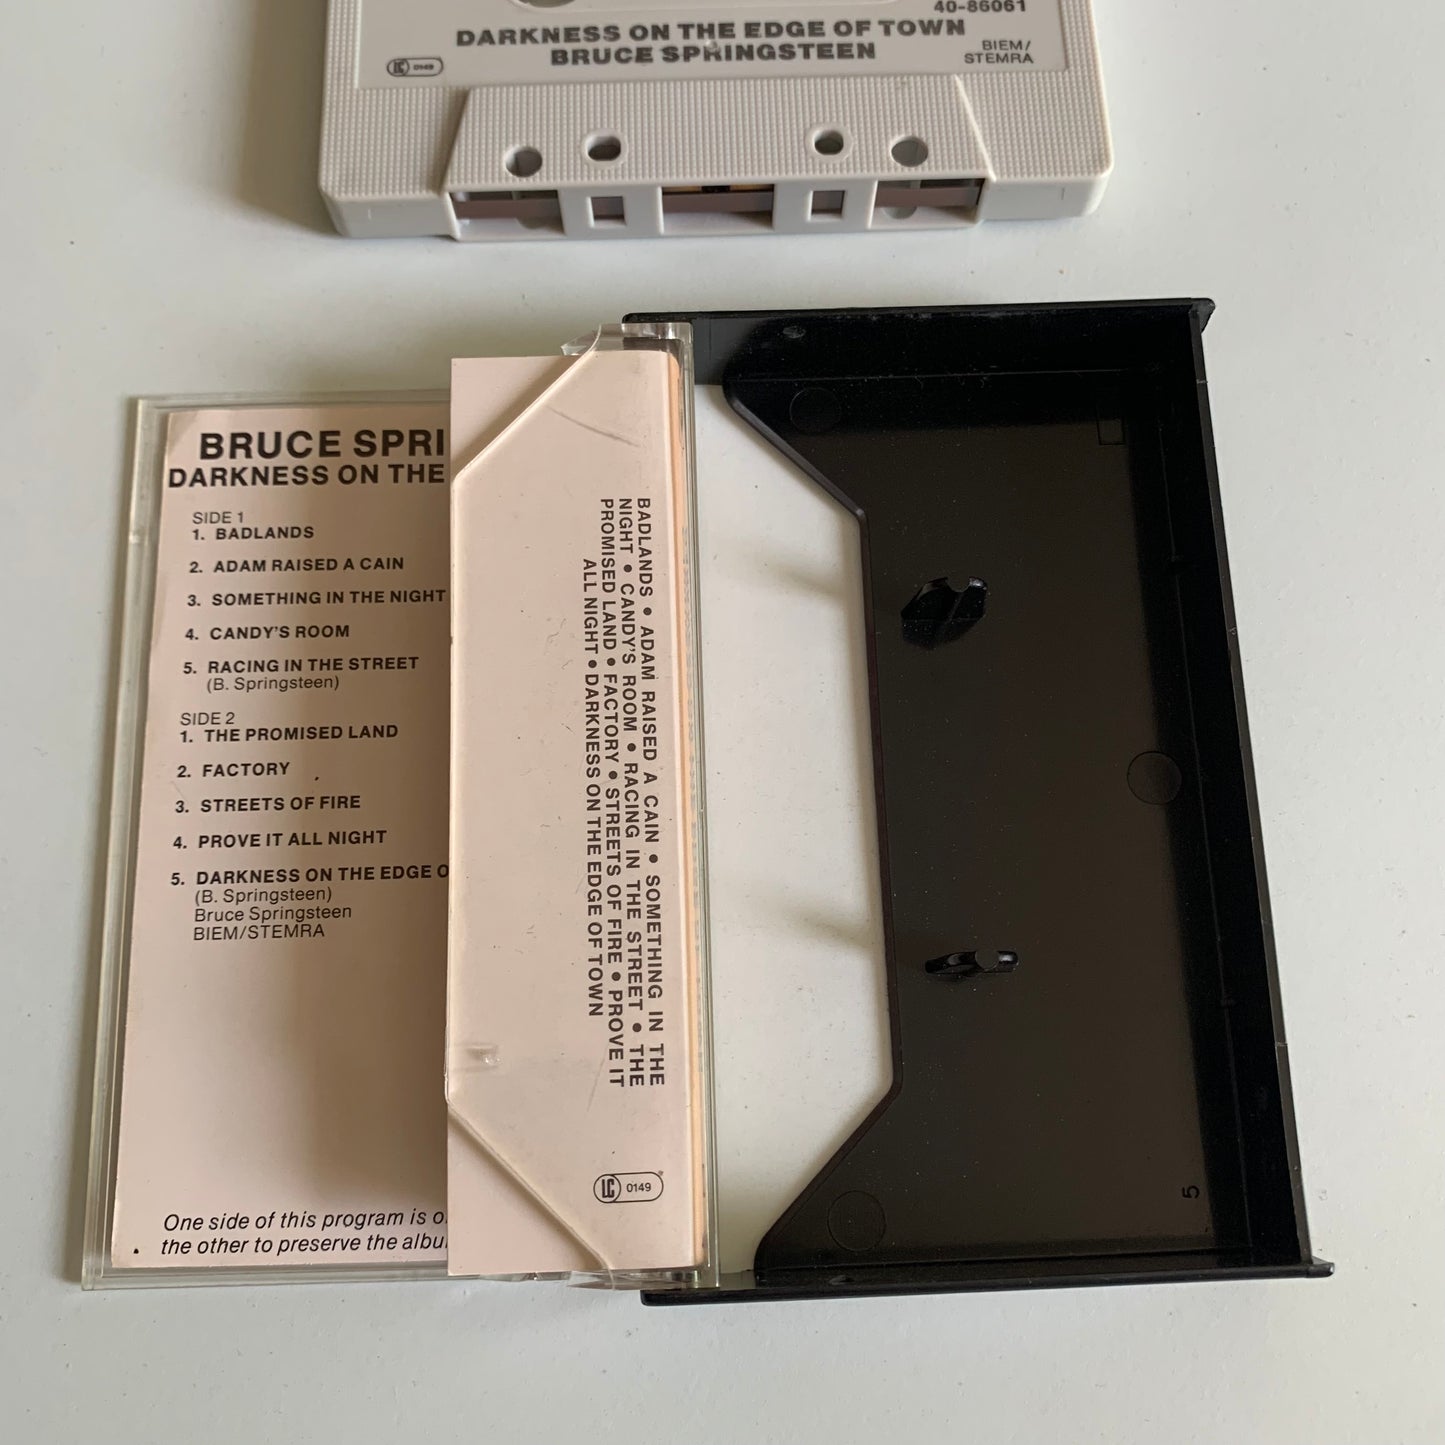 40-86061
DARKNESS ON THE EDGE OF TOWN
BRUCE SPRINGSTEEN
BIEM/
STEMRA
LC 0149
BRUCE SPRI
DARKNESS ON THE
SIDE 1
1. BADLANDS
2. ADAM RAISED A CAIN
3. SOMETHING IN THE NIGHT
4. CANDY'S ROOM
5. RACING IN THE STREET
(B. Springsteen)
SIDE 2
1. THE PROMISED LAND
2. FACTORY
3. STREETS OF FIRE
4. PROVE IT ALL NIGHT
5. DARKNESS ON THE EDGE O
(B. Springsteen)
Bruce Springsteen
BIEM/STEMRA
One side of this program is
the other to preserve the albu
BADLANDS • ADAM RAISED A CAIN • SOMETHING IN THE
NIGHT • CANDY'S ROOM • RACING IN THE STREET • THE
PROMISED LAND • FACTORY • STREETS OF FIRE • PROVE IT
ALL NIGHT • DARKNESS ON THE EDGE OF TOWN
LC 0149
5